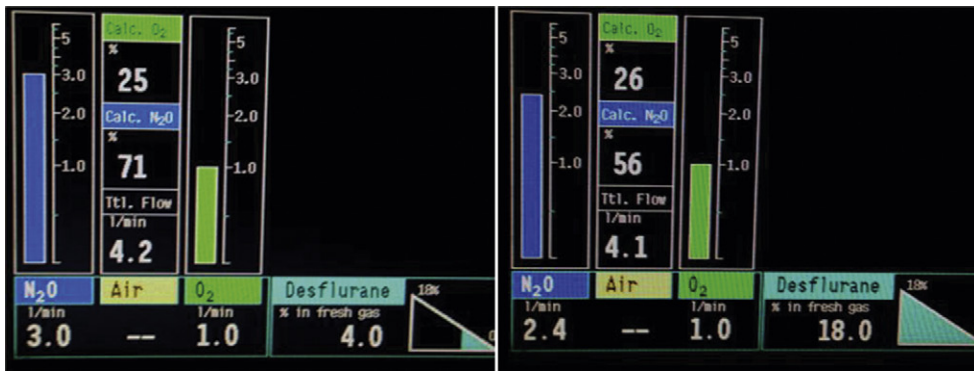 5
3.0
2.0
1.0
Calc. O₂
%
25
Calc. N₂O
%
71
Ttl. Flow
l/min
4.2
5
3.0
2.0
1.0
N₂O
l/min
3.0
Air
--
O₂
l/min
1.0
Desflurane
% in fresh gas
4.0
18%
0
5
3.0
2.0
1.0
Calc. O₂
%
26
Calc. N₂O
%
56
Ttl. Flow
l/min
4.1
5
3.0
2.0
1.0
N₂O
l/min
2.4
Air
--
O₂
l/min
1.0
Desflurane
% in fresh gas
18.0
18%